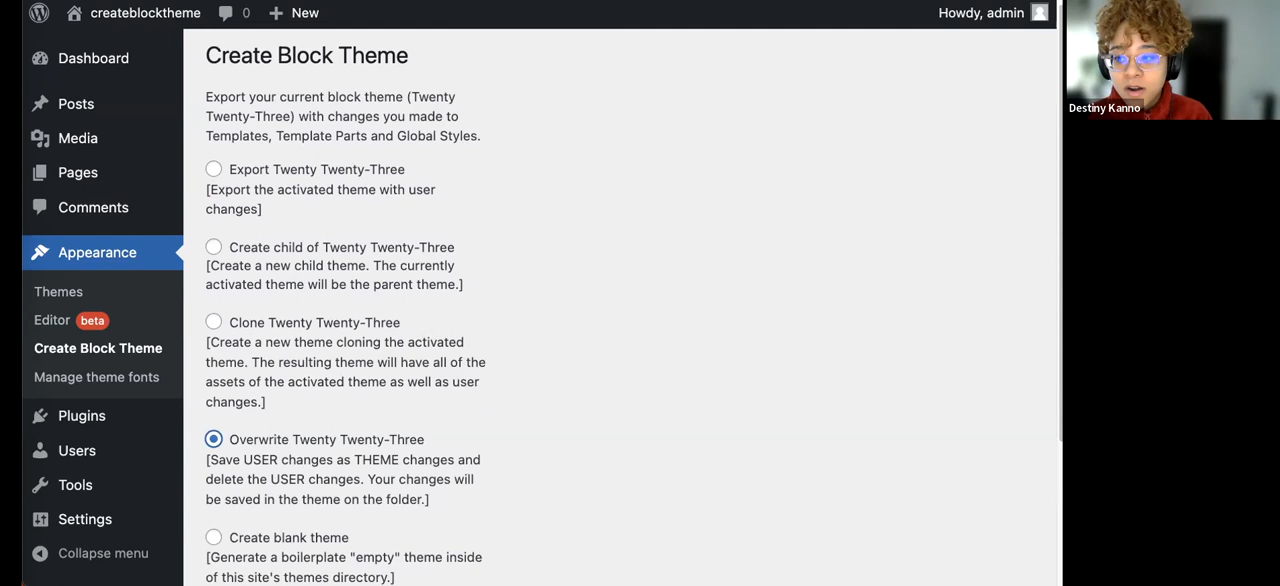 createblocktheme 0 New Howdy, admin
Dashboard
Posts
Media
Pages
Comments
Appearance
Themes
Editor beta
Create Block Theme
Manage theme fonts
Plugins
Users
Tools
Settings
Collapse menu
Create Block Theme
Export your current block theme (Twenty
Twenty-Three) with changes you made to
Templates, Template Parts and Global Styles.
Export Twenty Twenty-Three
[Export the activated theme with user
changes]
Create child of Twenty Twenty-Three
[Create a new child theme. The currently
activated theme will be the parent theme.]
Clone Twenty Twenty-Three
[Create a new theme cloning the activated
theme. The resulting theme will have all of the
assets of the activated theme as well as user
changes.]
Overwrite Twenty Twenty-Three
[Save USER changes as THEME changes and
delete the USER changes. Your changes will
be saved in the theme on the folder.]
Create blank theme
[Generate a boilerplate "empty" theme inside
of this site's themes directory.]
Destiny Kanno